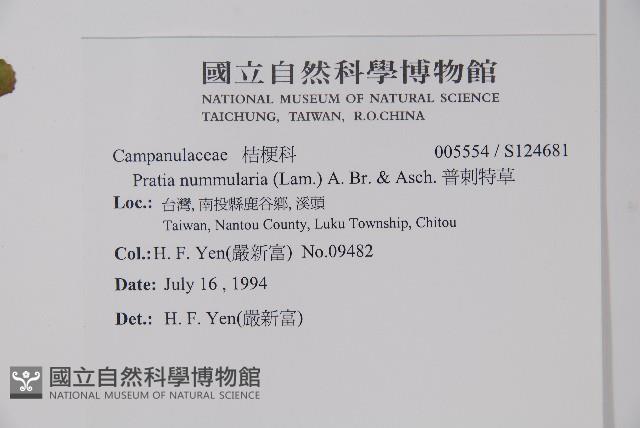 國立自然科學博物館
NATIONAL MUSEUM OF NATURAL SCIENCE
TAICHUNG, TAIWAN, R.O.CHINA
Campanulaceae 桔梗科 005554 / S124681
Pratia nummularia (Lam.) A. Br. & Asch. 普剌特草
Loc.: 台灣, 南投縣鹿谷鄉, 溪頭
Taiwan, Nantou County, Luku Township, Chitou
Col.: H. F. Yen(嚴新富) No.09482
Date: July 16 , 1994
Det.: H. F. Yen(嚴新富)
國立自然科學博物館
NATIONAL MUSEUM OF NATURAL SCIENCE